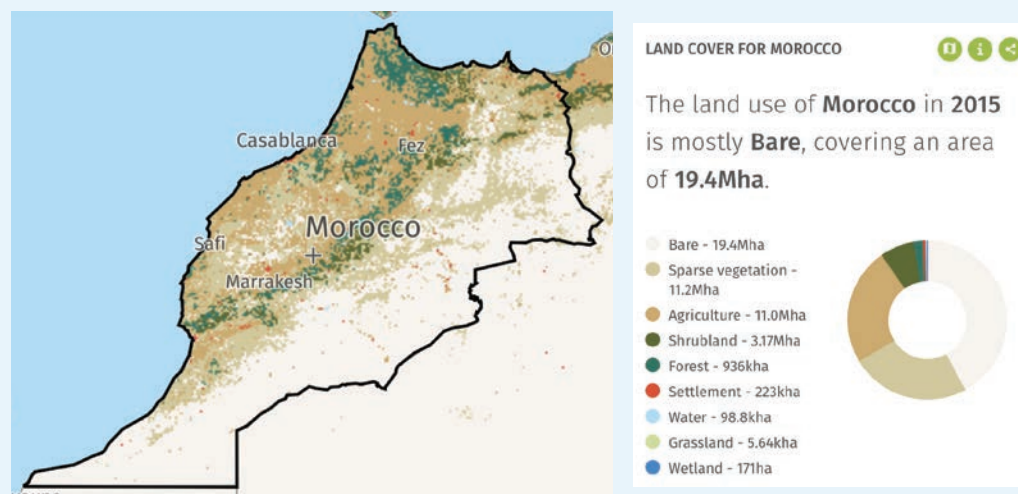 Casablanca
Fez
Morocco
Safi
Marrakesh
LAND COVER FOR MOROCCO
The land use of Morocco in 2015
is mostly Bare, covering an area
of 19.4Mha.
Bare - 19.4Mha
Sparse vegetation -
11.2Mha
Agriculture - 11.0Mha
Shrubland - 3.17Mha
Forest - 936kha
Settlement - 223kha
Water - 98.8kha
Grassland - 5.64kha
Wetland - 171ha